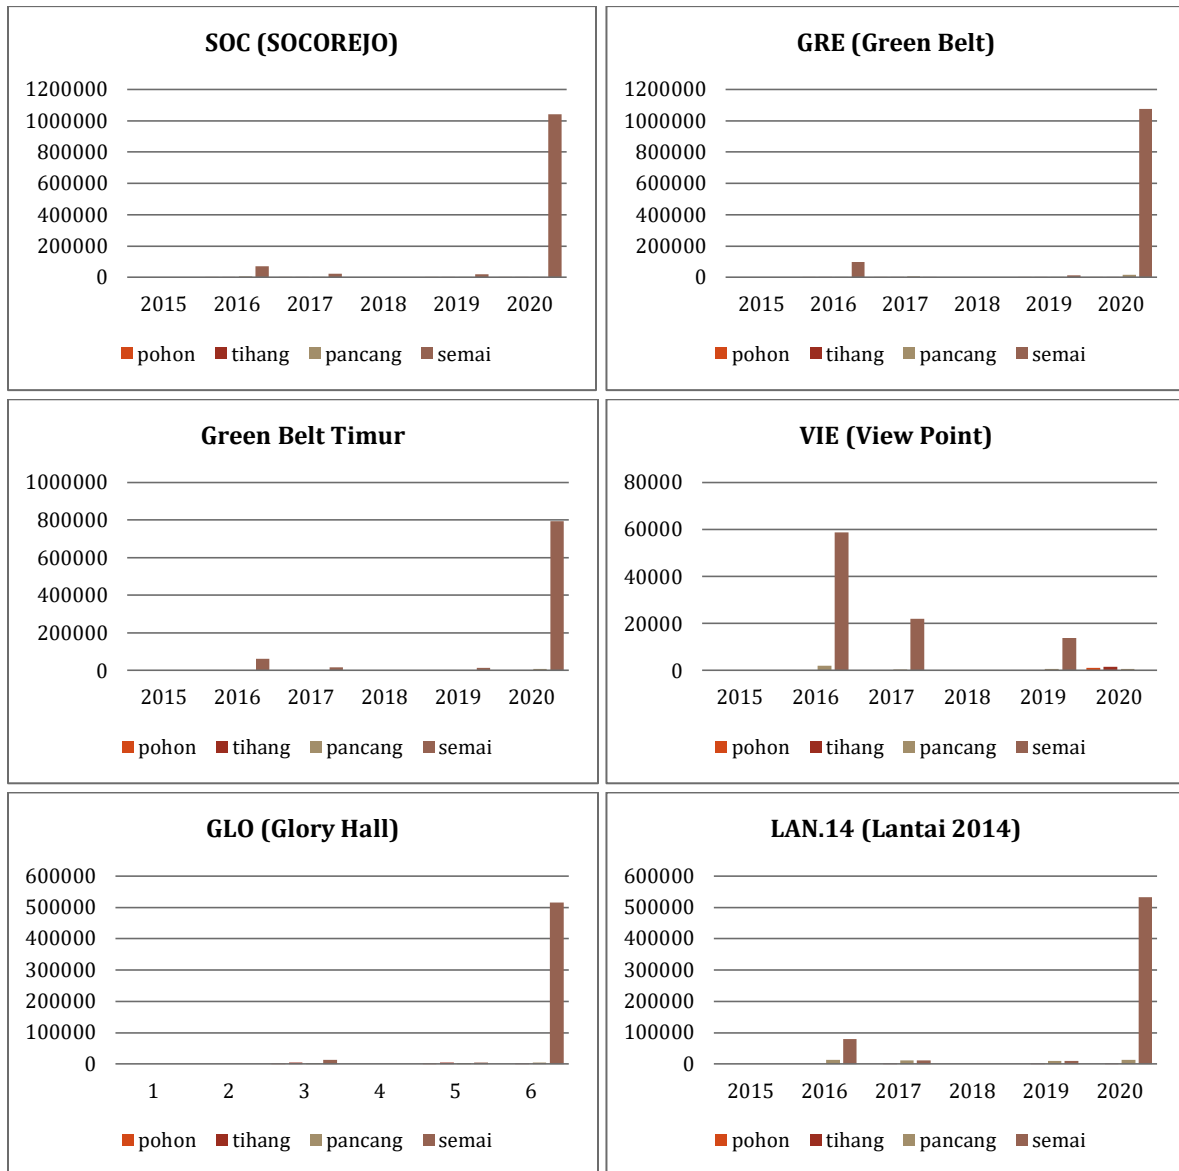 SOC (SOCOREJO)
1200000
1000000
800000
600000
400000
200000
0
2015 2016 2017 2018 2019 2020
pohon tihang pancang semai
GRE (Green Belt)
1200000
1000000
800000
600000
400000
200000
0
2015 2016 2017 2018 2019 2020
pohon tihang pancang semai
Green Belt Timur
1000000
800000
600000
400000
200000
0
2015 2016 2017 2018 2019 2020
pohon tihang pancang semai
VIE (View Point)
80000
60000
40000
20000
0
2015 2016 2017 2018 2019 2020
pohon tihang pancang semai
GLO (Glory Hall)
600000
500000
400000
300000
200000
100000
0
1 2 3 4 5 6
pohon tihang pancang semai
LAN.14 (Lantai 2014)
600000
500000
400000
300000
200000
100000
0
2015 2016 2017 2018 2019 2020
pohon tihang pancang semai